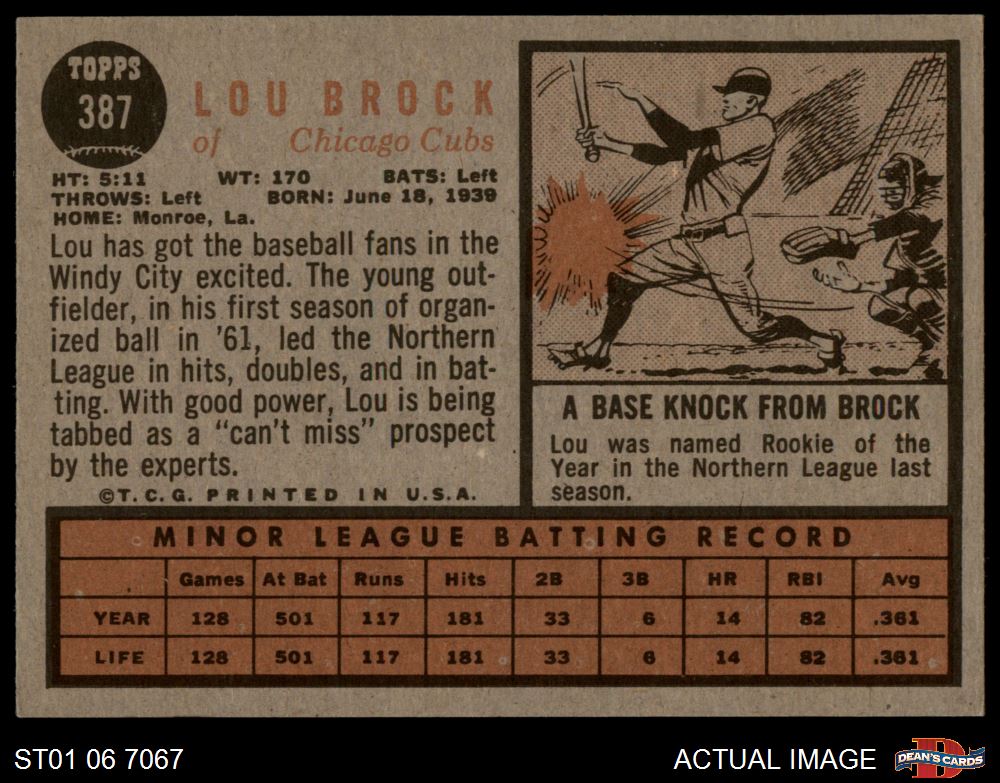 TOPPS
387
LOU BROCK
of Chicago Cubs
HT: 5:11 WT: 170 BATS: Left
THROWS: Left BORN: June 18, 1939
HOME: Monroe, La.
Lou has got the baseball fans in the
Windy City excited. The young out-
fielder, in his first season of organ-
ized ball in '61, led the Northern
League in hits, doubles, and in bat-
ting. With good power, Lou is being
tabbed as a "can't miss" prospect
by the experts.
©T.C.G. PRINTED IN U.S.A.
A BASE KNOCK FROM BROCK
Lou was named Rookie of the
Year in the Northern League last
season.
MINOR LEAGUE BATTING RECORD
Games At Bat Runs Hits 2B 3B HR RBI Avg
YEAR 128 501 117 181 33 6 14 82 .361
LIFE 128 501 117 181 33 6 14 82 .361
ST01 06 7067
ACTUAL IMAGE
D
DEAN'S CARDS